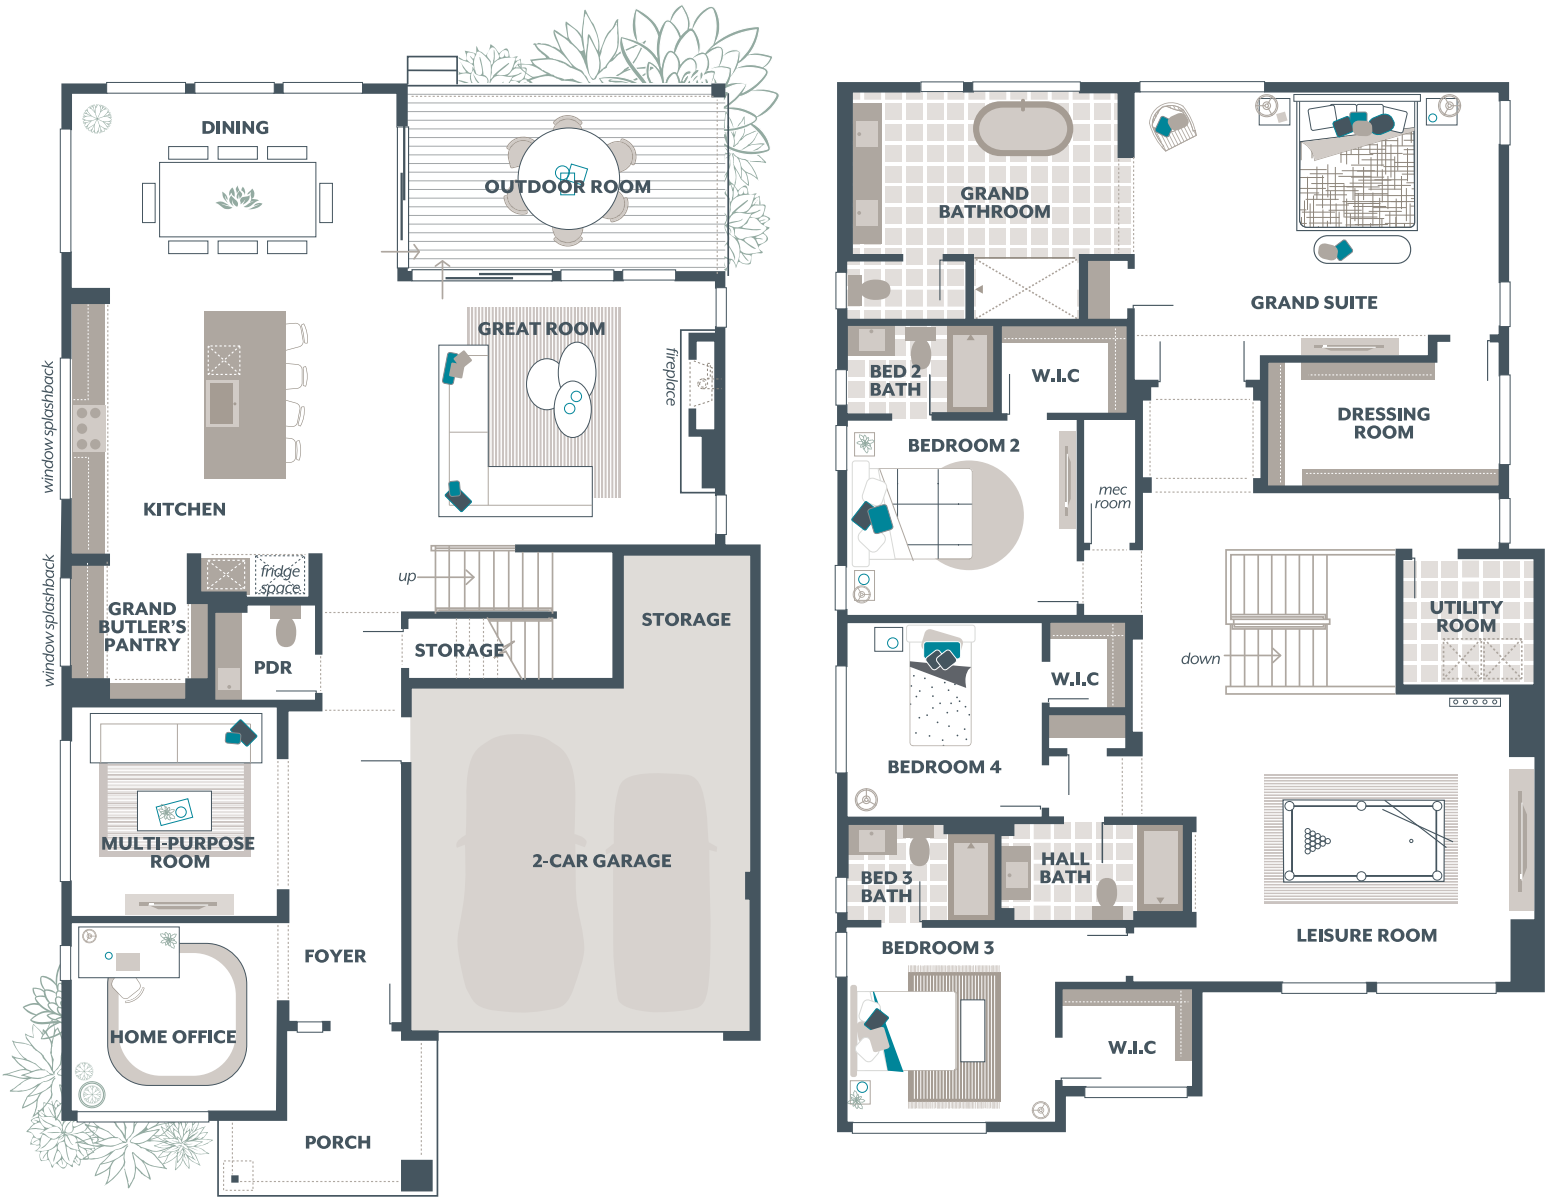 DINING
OUTDOOR ROOM
GREAT ROOM
fireplace
window splashback
KITCHEN
window splashback
fridge
space
up
GRAND
BUTLER'S
PANTRY
PDR
STORAGE
STORAGE
MULTI-PURPOSE
ROOM
2-CAR GARAGE
FOYER
HOME OFFICE
PORCH
GRAND
BATHROOM
GRAND SUITE
BED 2
BATH
W.I.C
DRESSING
ROOM
BEDROOM 2
mec
room
UTILITY
ROOM
down
W.I.C
BEDROOM 4
HALL
BATH
BED 3
BATH
LEISURE ROOM
BEDROOM 3
W.I.C